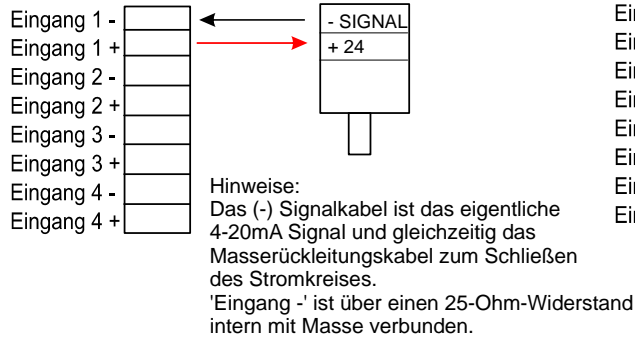 Eingang 1 -
Eingang 1 +
Eingang 2 -
Eingang 2 +
Eingang 3 -
Eingang 3 +
Eingang 4 -
Eingang 4 +
- SIGNAL
+ 24
Hinweise:
Das (-) Signalkabel ist das eigentliche
4-20mA Signal und gleichzeitig das
Masserückleitungskabel zum Schließen
des Stromkreises.
'Eingang -' ist über einen 25-Ohm-Widerstand
intern mit Masse verbunden.